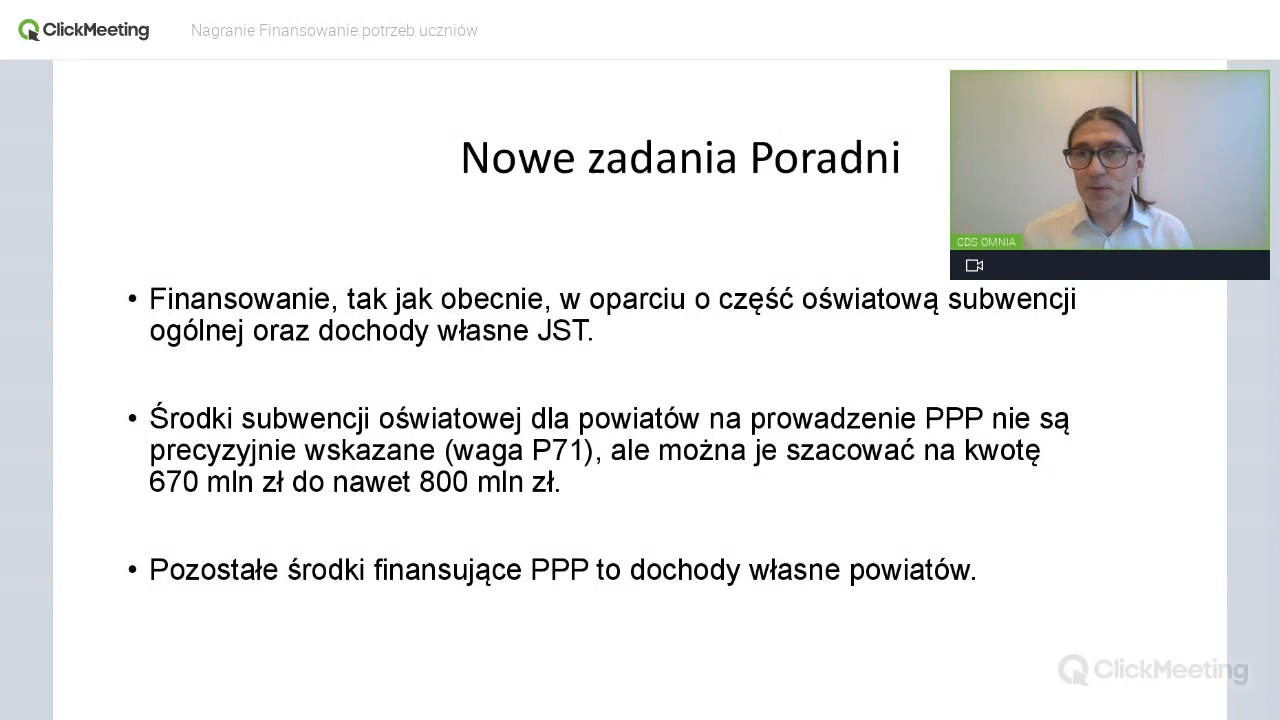 ClickMeeting
Nagranie Finansowanie potrzeb uczniów
Nowe zadania Poradni
CDS OMNIA
• Finansowanie, tak jak obecnie, w oparciu o część oświatową subwencji
ogólnej oraz dochody własne JST.
• Środki subwencji oświatowej dla powiatów na prowadzenie PPP nie są
precyzyjnie wskazane (waga P71), ale można je szacować na kwotę
670 mln zł do nawet 800 mln zł.
• Pozostałe środki finansujące PPP to dochody własne powiatów.
ClickMeeting